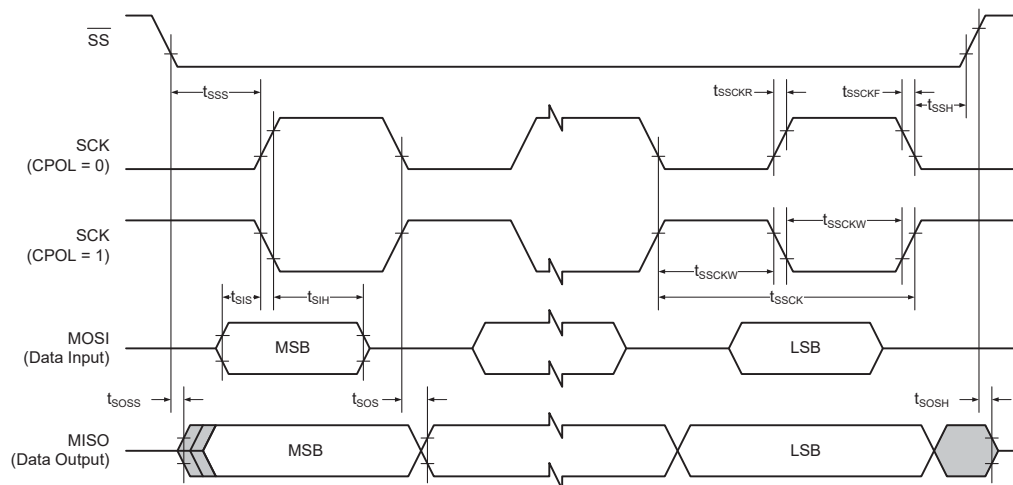 SS
tSSS
tSSCKR
tSSCKF
tSSH
SCK
(CPOL = 0)
SCK
(CPOL = 1)
tSSCKW
tSSCKW
tSIS
tSIH
tSSCK
MOSI
(Data Input)
MSB
LSB
tSOSS
tSOS
tSOSH
MISO
(Data Output)
MSB
LSB